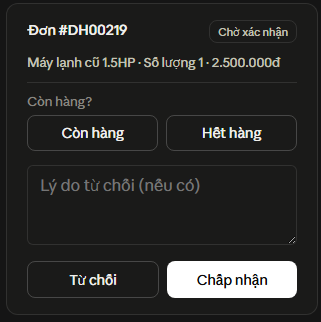 Đơn #DH00219
Chờ xác nhận
Máy lạnh cũ 1.5HP · Số lượng 1 · 2.500.000đ
Còn hàng?
Còn hàng
Hết hàng
Lý do từ chối (nếu có)
Từ chối
Chấp nhận